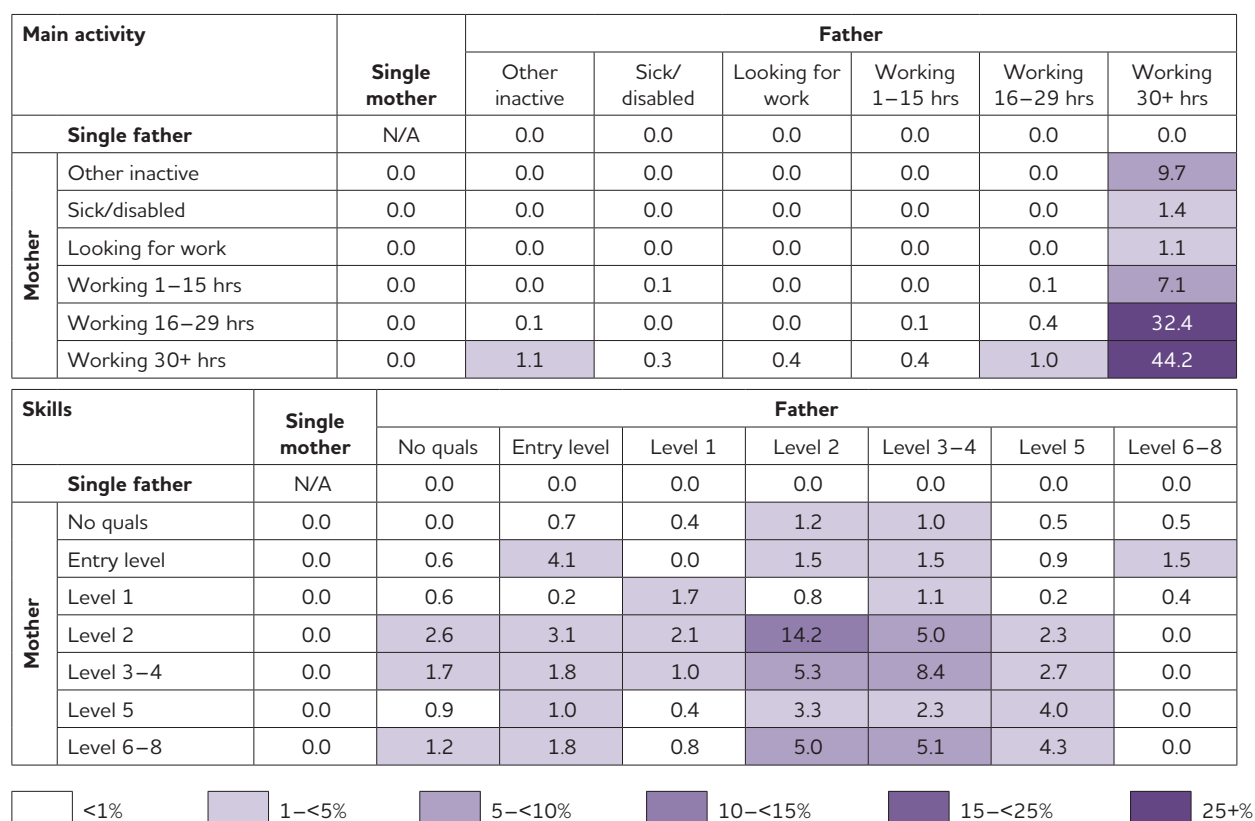 Main activity
Single mother
Father
Other inactive
Sick/ disabled
Looking for work
Working 1–15 hrs
Working 16–29 hrs
Working 30+ hrs
Single father N/A 0.0 0.0 0.0 0.0 0.0 0.0
Mother
Other inactive 0.0 0.0 0.0 0.0 0.0 0.0 9.7
Sick/disabled 0.0 0.0 0.0 0.0 0.0 0.0 1.4
Looking for work 0.0 0.0 0.0 0.0 0.0 0.0 1.1
Working 1–15 hrs 0.0 0.0 0.1 0.0 0.0 0.1 7.1
Working 16–29 hrs 0.0 0.1 0.0 0.0 0.1 0.4 32.4
Working 30+ hrs 0.0 1.1 0.3 0.4 0.4 1.0 44.2
Skills
Single mother
Father
No quals Entry level Level 1 Level 2 Level 3–4 Level 5 Level 6–8
Single father N/A 0.0 0.0 0.0 0.0 0.0 0.0 0.0
Mother
No quals 0.0 0.0 0.7 0.4 1.2 1.0 0.5 0.5
Entry level 0.0 0.6 4.1 0.0 1.5 1.5 0.9 1.5
Level 1 0.0 0.6 0.2 1.7 0.8 1.1 0.2 0.4
Level 2 0.0 2.6 3.1 2.1 14.2 5.0 2.3 0.0
Level 3–4 0.0 1.7 1.8 1.0 5.3 8.4 2.7 0.0
Level 5 0.0 0.9 1.0 0.4 3.3 2.3 4.0 0.0
Level 6–8 0.0 1.2 1.8 0.8 5.0 5.1 4.3 0.0
<1% 1–<5% 5–<10% 10–<15% 15–<25% 25+%